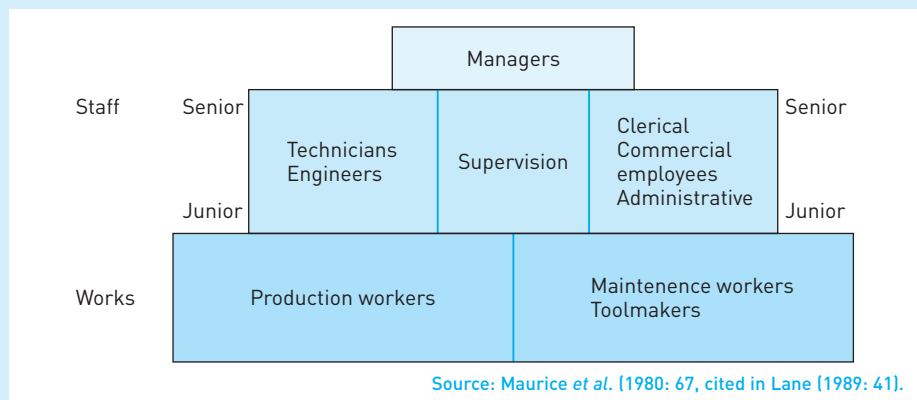 Managers
Staff
Senior
Senior
Technicians
Engineers
Supervision
Clerical
Commercial
employees
Administrative
Junior
Junior
Works
Production workers
Maintenence workers
Toolmakers
Source: Maurice et al. (1980: 67, cited in Lane (1989: 41).